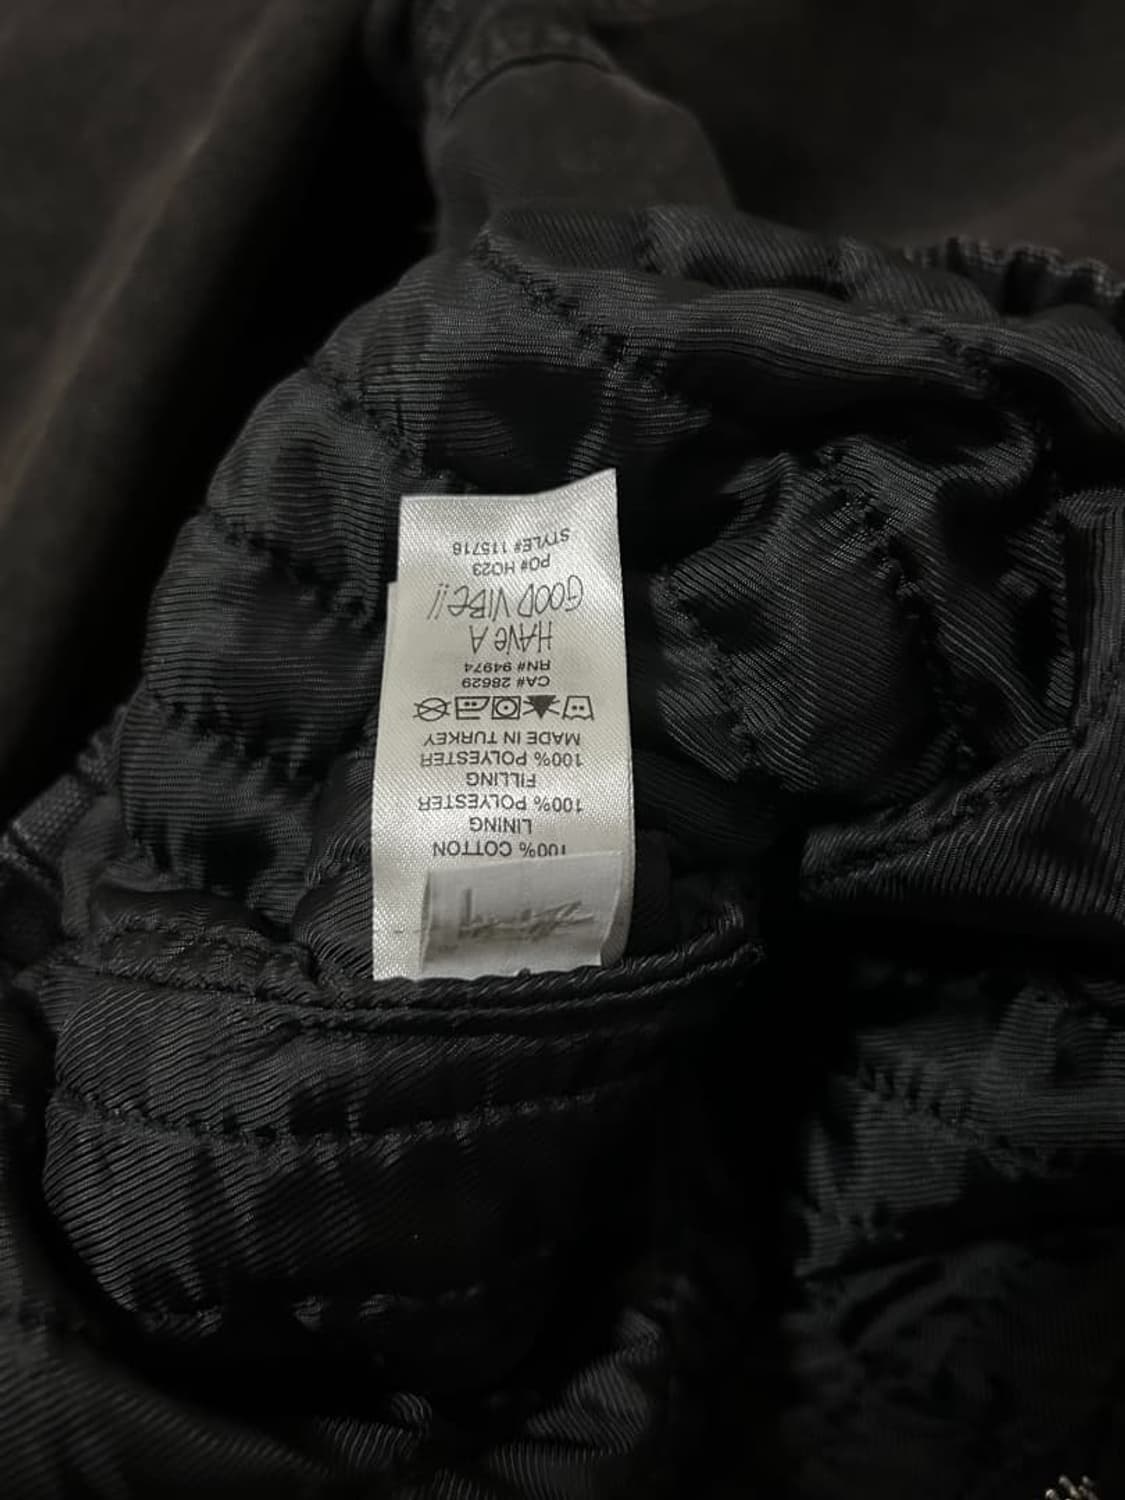 100% COTTON
LINING
100% POLYESTER
FILLING
100% POLYESTER
MADE IN TURKEY
CA# 28629
RN# 94974
HAVE A
GOOD VIBE!!
PO# HO23
STYLE# 115716